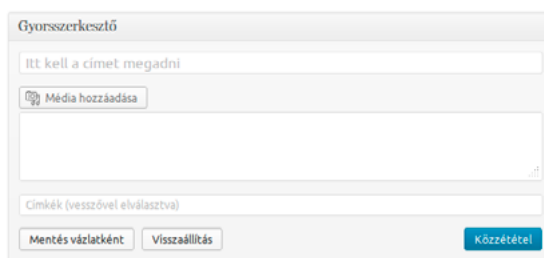 Gyorsszerkesztő
Itt kell a címet megadni
Média hozzáadása
Címkék (vesszővel elválasztva)
Mentés vázlatként Visszaállítás Közzététel